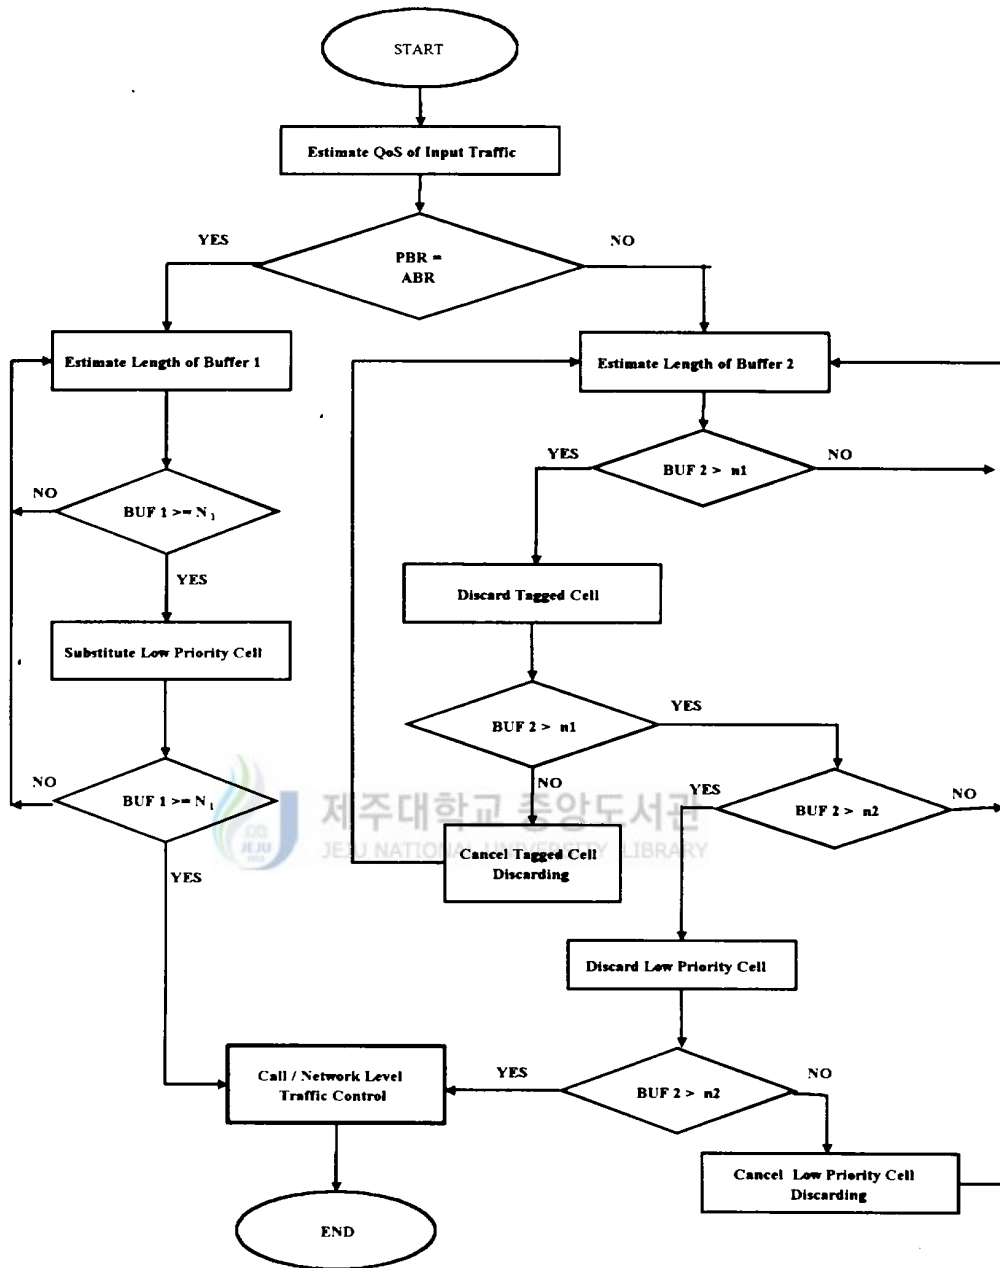 START
Estimate QoS of Input Traffic
YES
NO
PBR =
ABR
Estimate Length of Buffer 1
Estimate Length of Buffer 2
YES
NO
BUF 2 > n1
NO
BUF 1 >= N1
YES
Discard Tagged Cell
Substitute Low Priority Cell
YES
BUF 2 > n1
NO
NO
BUF 1 >= N1
YES
NO
BUF 2 > n2
제주대학교 중앙도서관
JEJU NATIONAL UNIVERSITY LIBRARY
JEJU
1952
Cancel Tagged Cell
Discarding
YES
Discard Low Priority Cell
Call / Network Level
Traffic Control
YES
NO
BUF 2 > n2
Cancel Low Priority Cell
Discarding
END